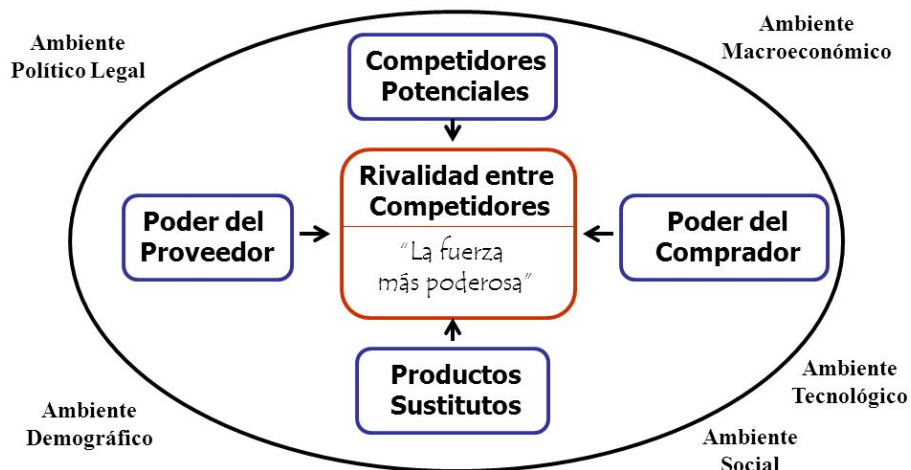 Ambiente
Político Legal
Ambiente
Macroeconómico
Competidores
Potenciales
Rivalidad entre
Competidores
"La fuerza
más poderosa"
Poder del
Proveedor
Poder del
Comprador
Productos
Sustitutos
Ambiente
Tecnológico
Ambiente
Demográfico
Ambiente
Social